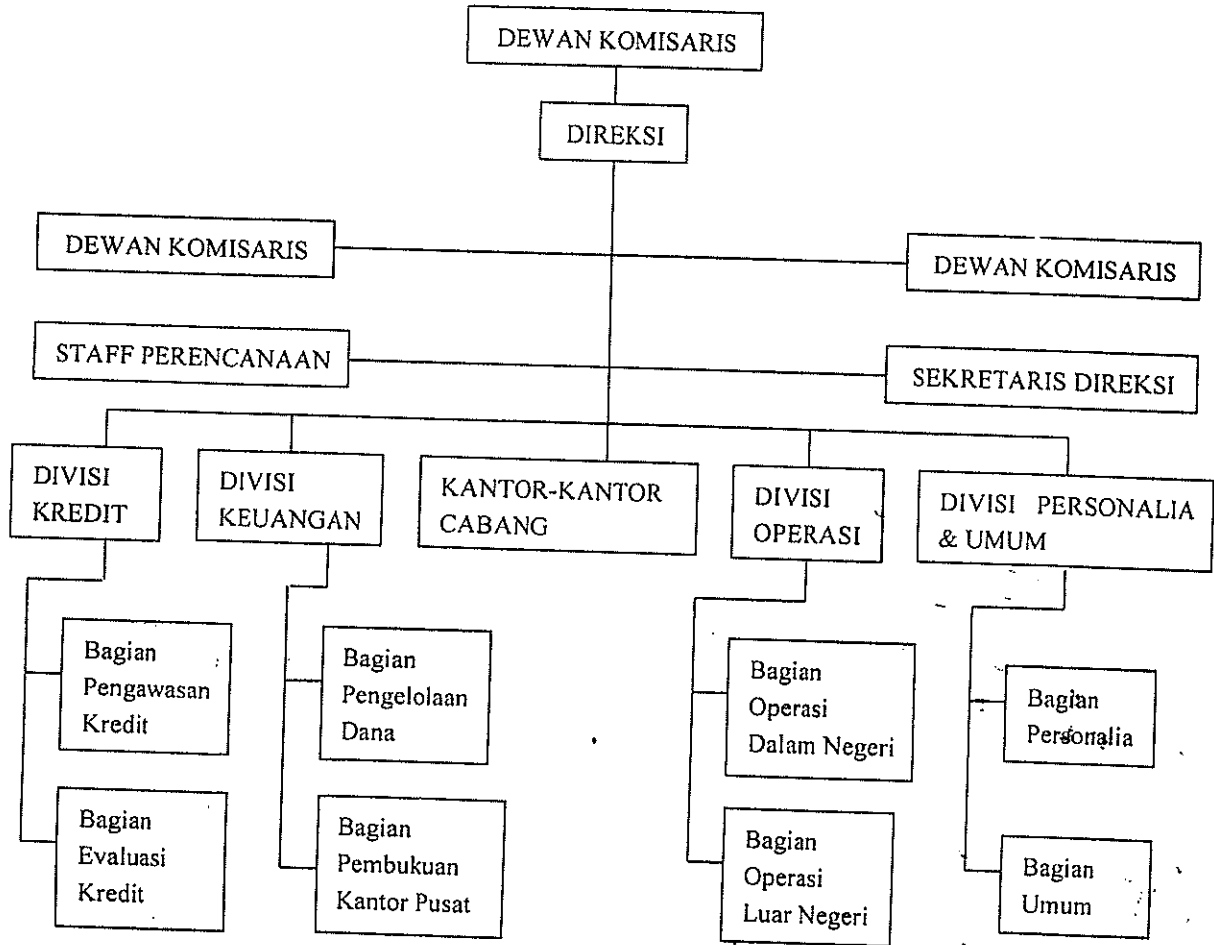 DEWAN KOMISARIS
DIREKSI
DEWAN KOMISARIS
DEWAN KOMISARIS
STAFF PERENCANAAN
SEKRETARIS DIREKSI
DIVISI
KREDIT
DIVISI
KEUANGAN
KANTOR-KANTOR
CABANG
DIVISI
OPERASI
DIVISI PERSONALIA
& UMUM
Bagian
Pengawasan
Kredit
Bagian
Pengelolaan
Dana
Bagian
Operasi
Dalam Negeri
Bagian
Personalia
Bagian
Evaluasi
Kredit
Bagian
Pembukuan
Kantor Pusat
Bagian
Operasi
Luar Negeri
Bagian
Umum